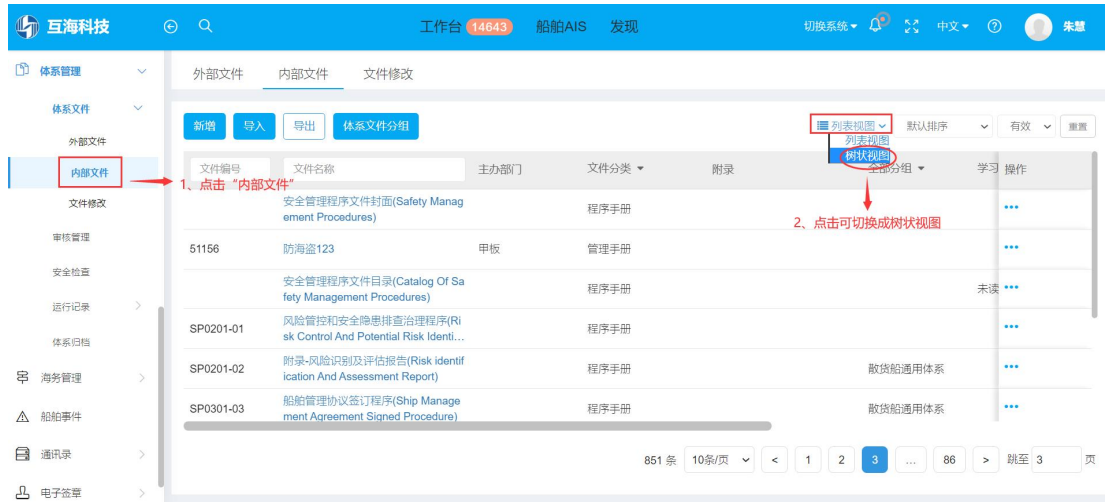 互海科技
工作台 14643 船舶AIS 发现
切换系统 中文 朱慧
体系管理
体系文件
外部文件
内部文件
文件修改
审核管理
安全检查
运行记录
体系归档
海务管理
船舶事件
通讯录
电子签章
外部文件 内部文件 文件修改
新增 导入 导出 体系文件分组
列表视图 默认排序 有效 重置
列表视图
树状视图
文件编号 文件名称 主办部门 文件分类 附录 全部分组 学习 操作
1、点击“内部文件”
2、点击可切换成树状视图
安全管理程序文件封面(Safety Manag
ement Procedures) 程序手册
51156 防海盗123 甲板 管理手册
安全管理程序文件目录(Catalog Of Sa
fety Management Procedures) 程序手册 未读
SP0201-01 风险管控和安全隐患排查治理程序(Ri
sk Control And Potential Risk Identi... 程序手册
SP0201-02 附录-风险识别及评估报告(Risk identif
ication And Assessment Report) 程序手册 散货船通用体系
SP0301-03 船舶管理协议签订程序(Ship Manage
ment Agreement Signed Procedure) 程序手册 散货船通用体系
851 条 10条/页 < 1 2 3 ... 86 > 跳至 3 页